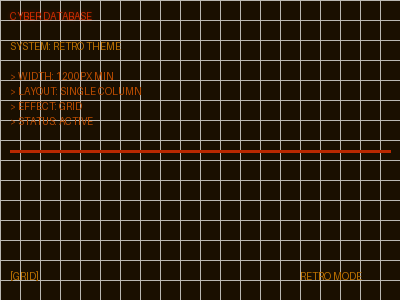 CYBER DATABASE
SYSTEM: RETRO THEME
> WIDTH: 1200PX MIN
> LAYOUT: SINGLE COLUMN
> EFFECT: GRID
> STATUS: ACTIVE
[GRID]
RETRO MODE